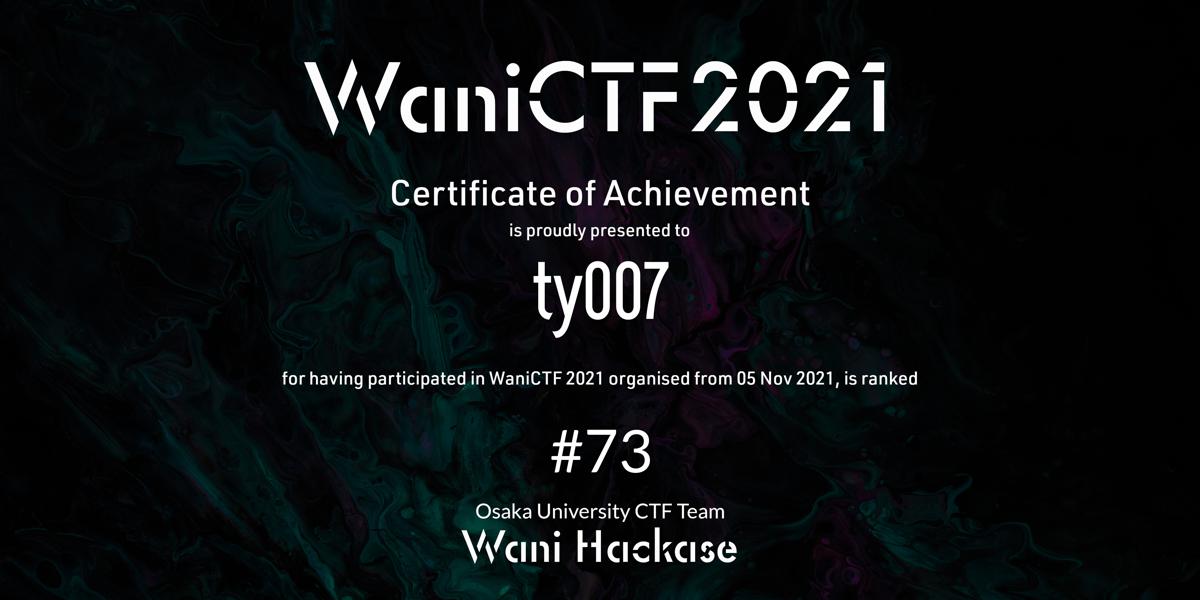 WaniCTF2021
Certificate of Achievement
is proudly presented to
ty007
for having participated in WaniCTF 2021 organised from 05 Nov 2021, is ranked
#73
Osaka University CTF Team
Wani Hackase